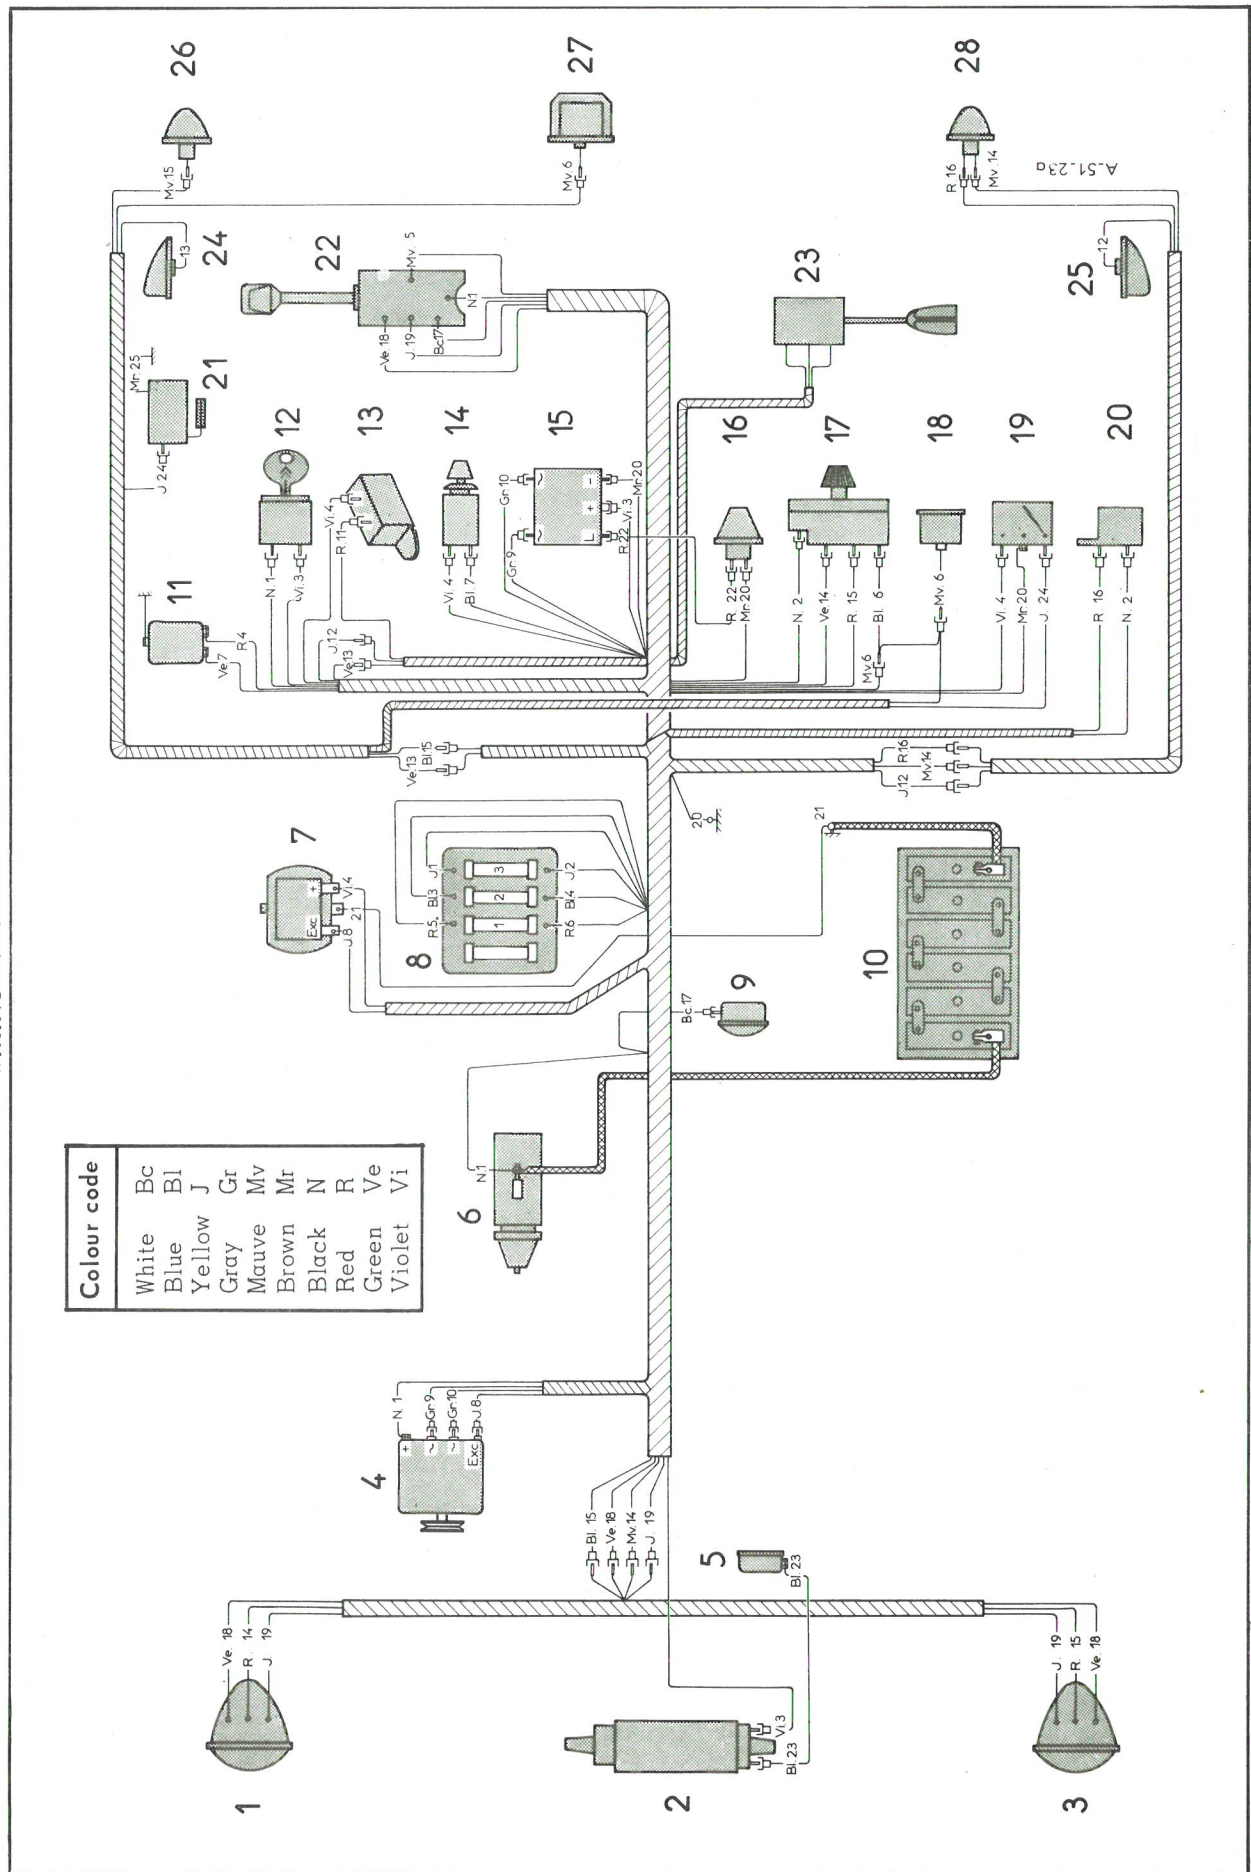 1
Ve. 18
R. 14
J. 19
2
Bl.23
Vi.3
3
J. 19
R. 15
Ve. 18
5
Bl.23
Bl. 15
Ve.18
Mv.14
J. 19
4
+
~
~
Exc
N. 1
Gr.9
Gr.10
J.8
Colour code
White Bc
Blue Bl
Yellow J
Gray Gr
Mauve Mv
Brown Mr
Black N
Red R
Green Ve
Violet Vi
6
N.1
9
Bc.17
10
21
7
Exc
+
J.8
21
Vi.4
8
R.5
Bl.3
J.1
1
2
3
R.6
Bl.4
J.2
20
Ve.13
Bl.15
J.12
Mv.14
R.16
11
Ve.7
R.4
12
N.1
Vi.3
13
R.11
Vi.4
Ve.13
J.12
14
Vi. 4
Bl. 7
15
~
~
L
+
-
Gr.9
Gr.10
R.22
Vi.3
Mr.20
16
R. 22
Mr.20
17
N. 2
Ve.14
R. 15
Bl. 6
Mv.6
18
Mv. 6
19
Vi. 4
Mr.20
J. 24
20
R. 16
N. 2
21
J. 24
Mr. 25
22
Ve.18
J.19
Bc.17
N.1
Mv. 5
23
24
13
25
12
26
Mv.15
27
Mv.6
28
R.16
Mv.14
A.51-23a